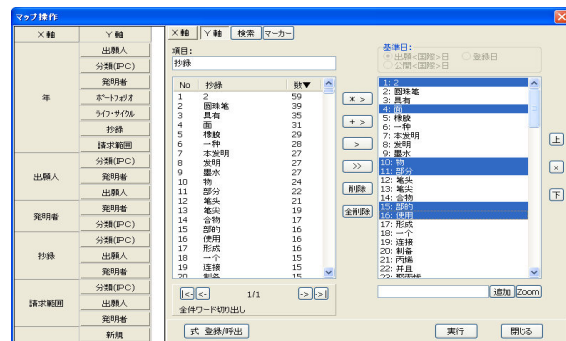 マップ操作
X 軸 Y 軸
年
出願人
分類(IPC)
発明者
ポートフォリオ
ライフ・サイクル
抄録
請求範囲
出願人
分類(IPC)
発明者
出願人
発明者
発明者
分類(IPC)
抄録
分類(IPC)
出願人
発明者
請求範囲
分類(IPC)
出願人
発明者
新規
X 軸 Y 軸 検索 マーカー
項目:
抄録
No 抄録 数▼
1 2 59
2 圆珠笔 39
3 具有 35
4 面 31
5 橡胶 29
6 一种 28
7 本发明 27
8 发明 27
9 墨水 27
10 物 24
11 部分 22
12 笔头 21
13 笔尖 19
14 合物 17
15 部的 16
16 使用 16
17 形成 16
18 一个 15
19 连接 15
20 制备 15
|<- <- 1/1 -> ->|
全件ワード切り出し
* >
+ >
>
>>
削除
全削除
基準日:
出願<国際>日 登録日
公開<国際>日
1: 2
2: 圆珠笔
3: 具有
4: 面
5: 橡胶
6: 一种
7: 本发明
8: 发明
9: 墨水
10: 物
11: 部分
12: 笔头
13: 笔尖
14: 合物
15: 部的
16: 使用
17: 形成
18: 一个
19: 连接
20: 制备
21: 丙烯
22: 并且
上
×
下
追加 Zoom
式 登録/呼出 実行 閉じる